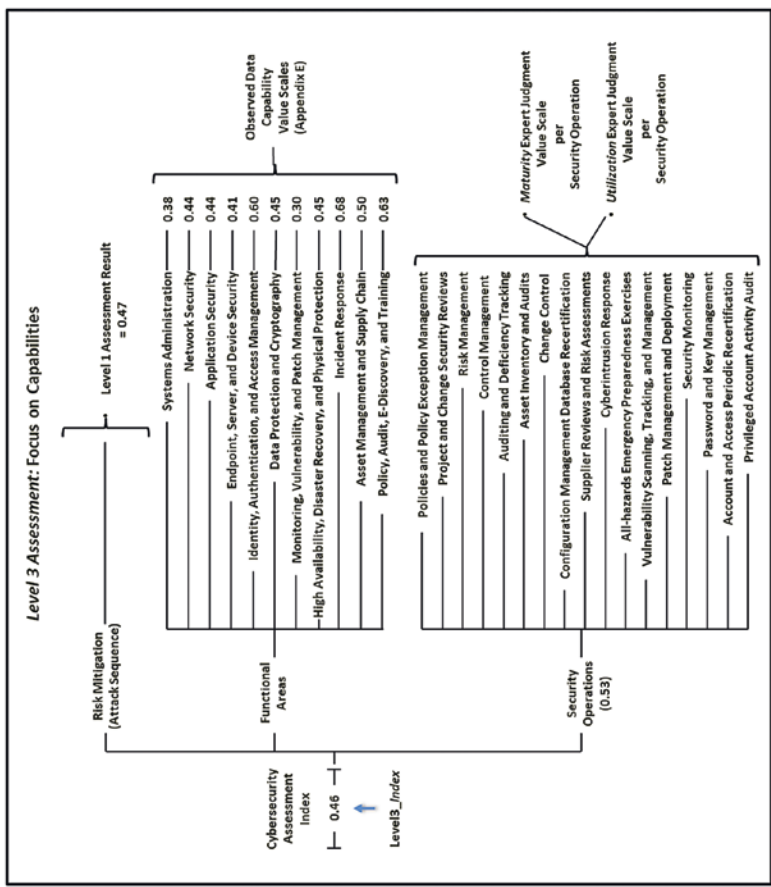 Level 3 Assessment: Focus on Capabilities
Cybersecurity
Assessment
Index
0.46
Level3_Index
Risk Mitigation
(Attack Sequence)
Level 1 Assessment Result
= 0.47
Functional
Areas
Systems Administration 0.38
Network Security 0.44
Application Security 0.44
Endpoint, Server, and Device Security 0.41
Identity, Authentication, and Access Management 0.60
Data Protection and Cryptography 0.45
Monitoring, Vulnerability, and Patch Management 0.30
High Availability, Disaster Recovery, and Physical Protection 0.45
Incident Response 0.68
Asset Management and Supply Chain 0.50
Policy, Audit, E-Discovery, and Training 0.63
Observed Data
Capability
Value Scales
(Appendix E)
Security
Operations
(0.53)
Policies and Policy Exception Management
Project and Change Security Reviews
Risk Management
Control Management
Auditing and Deficiency Tracking
Asset Inventory and Audits
Change Control
Configuration Management Database Recertification
Supplier Reviews and Risk Assessments
Cyberintrusion Response
All-hazards Emergency Preparedness Exercises
Vulnerability Scanning, Tracking, and Management
Patch Management and Deployment
Security Monitoring
Password and Key Management
Account and Access Periodic Recertification
Privileged Account Activity Audit
• Maturity Expert Judgment
Value Scale
per
Security Operation
• Utilization Expert Judgment
Value Scale
per
Security Operation